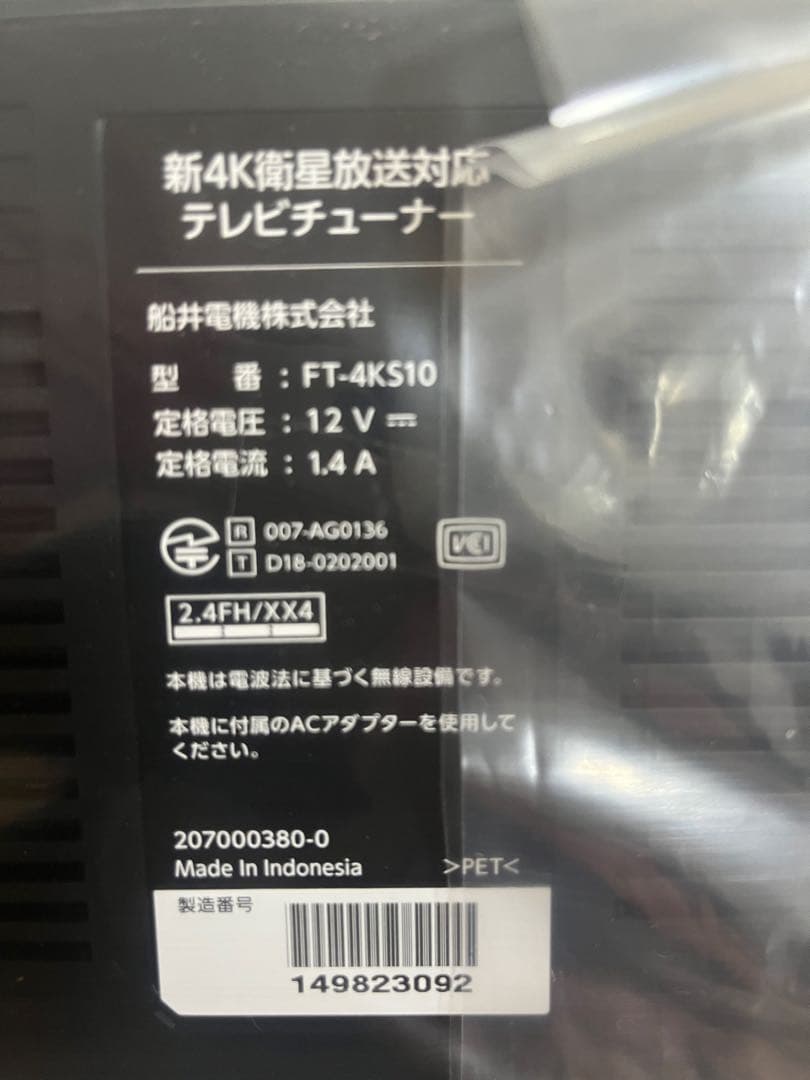 新4K衛星放送対応
テレビチューナー
船井電機株式会社
型 番 : FT-4KS10
定格電圧 : 12 V
定格電流 : 1.4 A
R 007-AG0136
T D18-0202001
VCI
2.4FH/XX4
本機は電波法に基づく無線設備です。
本機に付属のACアダプターを使用して
ください。
207000380-0
Made In Indonesia >PET<
製造番号
149823092